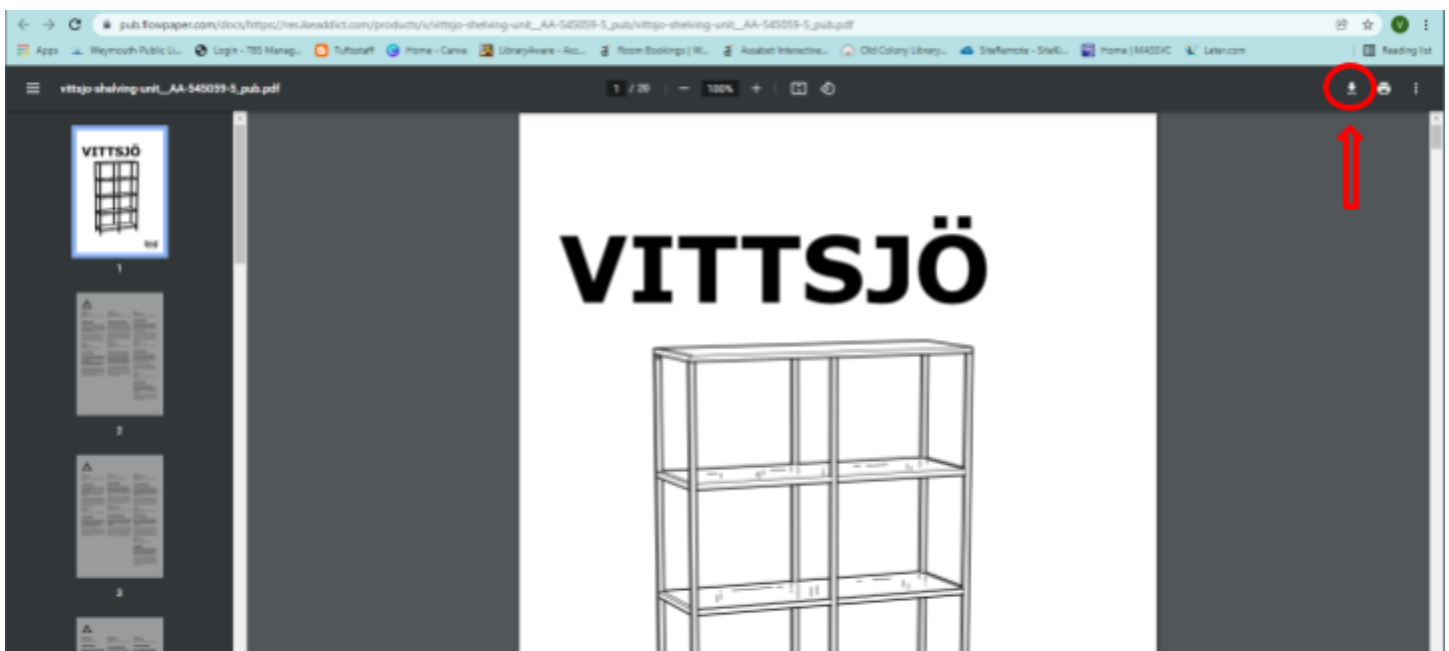 pub.flowpaper.com/docs/https://res.ikeaddict.com/products/v/vittsjo-shelving-unit__AA-545059-5_pub/vittsjo-shelving-unit__AA-545059-5_pub.pdf
V
Apps Weymouth Public Li... Login - TBS Manag... Tuftsstaff Home - Canva LibraryAware - Acc... Room Bookings | W... Assabet Interactive... Old Colony Library... SiteRemote - SiteKi... Home | MASSVC Later.com Reading list
vittsjo-shelving-unit__AA-545059-5_pub.pdf 1 / 20 100%
VITTSJÖ
1
2
3
VITTSJÖ